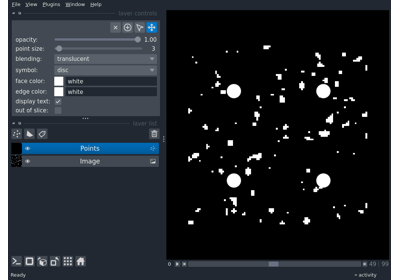 File View Plugins Window Help
layer controls
opacity: 1.00
point size: 3
blending: translucent
symbol: disc
face color: white
edge color: white
display text:
out of slice:
layer list
Points
Image
49 99
Ready
activity